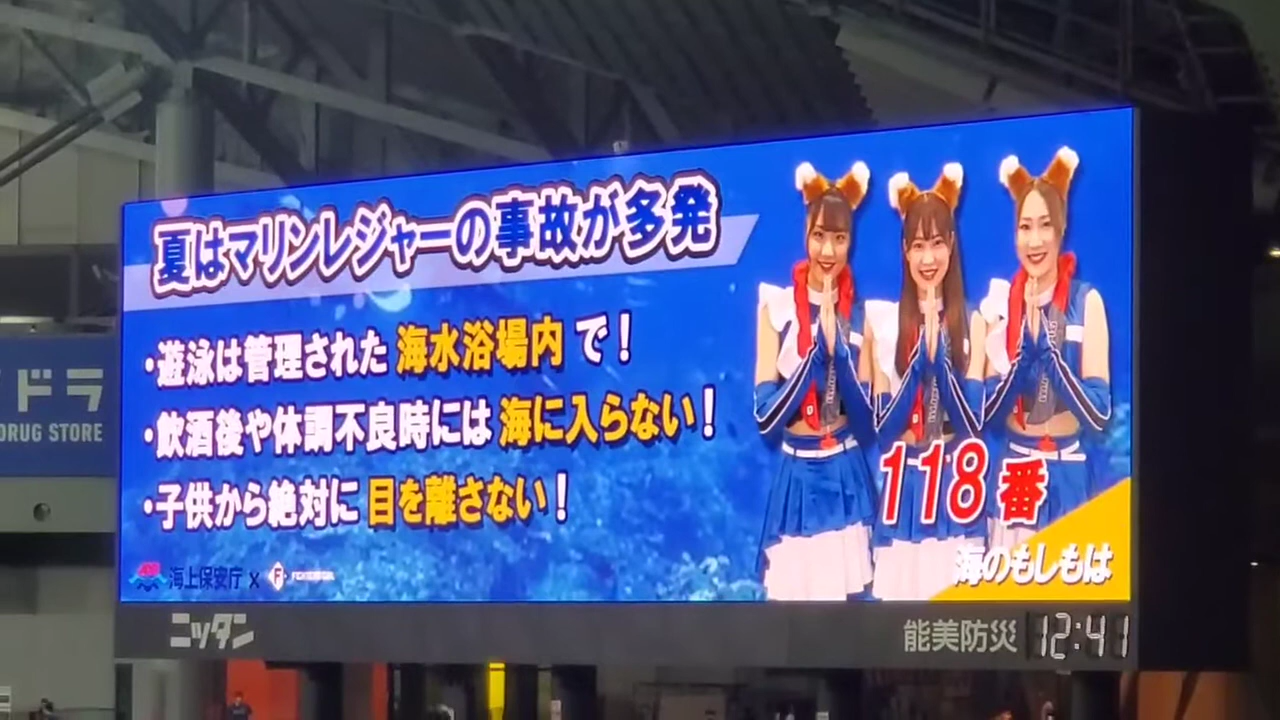 夏はマリンレジャーの事故が多発
・遊泳は管理された 海水浴場内 で！
・飲酒後や体調不良時には 海に入らない！
・子供から絶対に 目を離さない！
118番
海のもしもは
海上保安庁 x F FIGHTERS GIRL
ドラ
DRUG STORE
ニッタン
能美防災 12:41